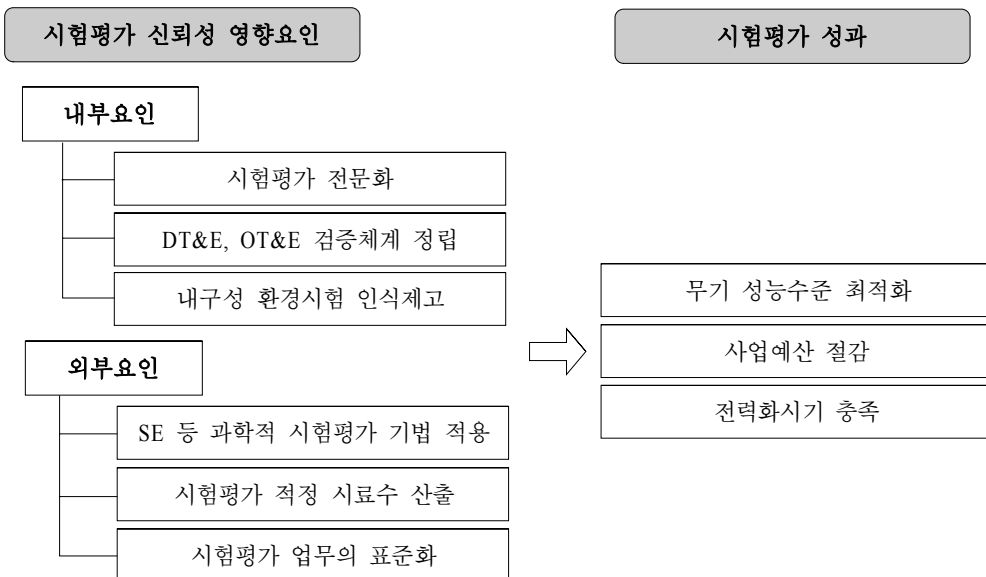 시험평가 신뢰성 영향요인
시험평가 성과
내부요인
시험평가 전문화
DT&E, OT&E 검증체계 정립
내구성 환경시험 인식제고
외부요인
SE 등 과학적 시험평가 기법 적용
시험평가 적정 시료수 산출
시험평가 업무의 표준화
무기 성능수준 최적화
사업예산 절감
전력화시기 충족